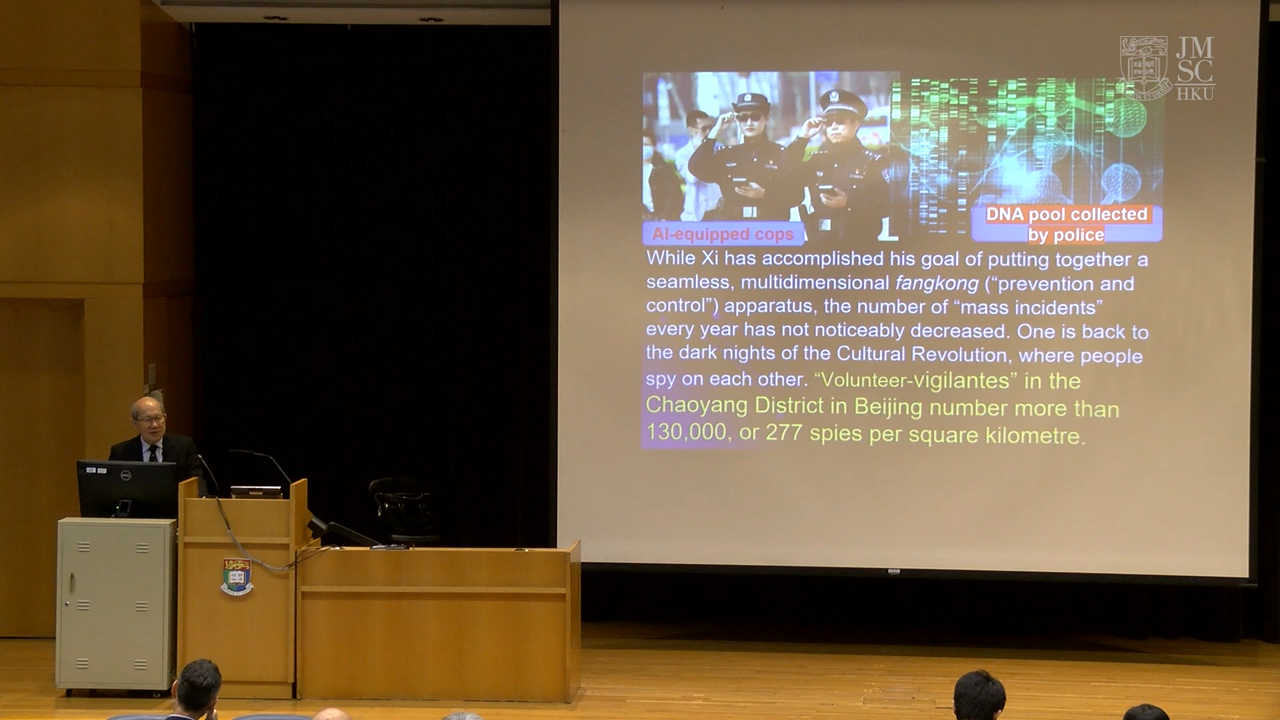 JM
SC
HKU
AI-equipped cops
DNA pool collected
by police
While Xi has accomplished his goal of putting together a
seamless, multidimensional fangkong (“prevention and
control”) apparatus, the number of “mass incidents”
every year has not noticeably decreased. One is back to
the dark nights of the Cultural Revolution, where people
spy on each other. “Volunteer-vigilantes” in the
Chaoyang District in Beijing number more than
130,000, or 277 spies per square kilometre.
DELL